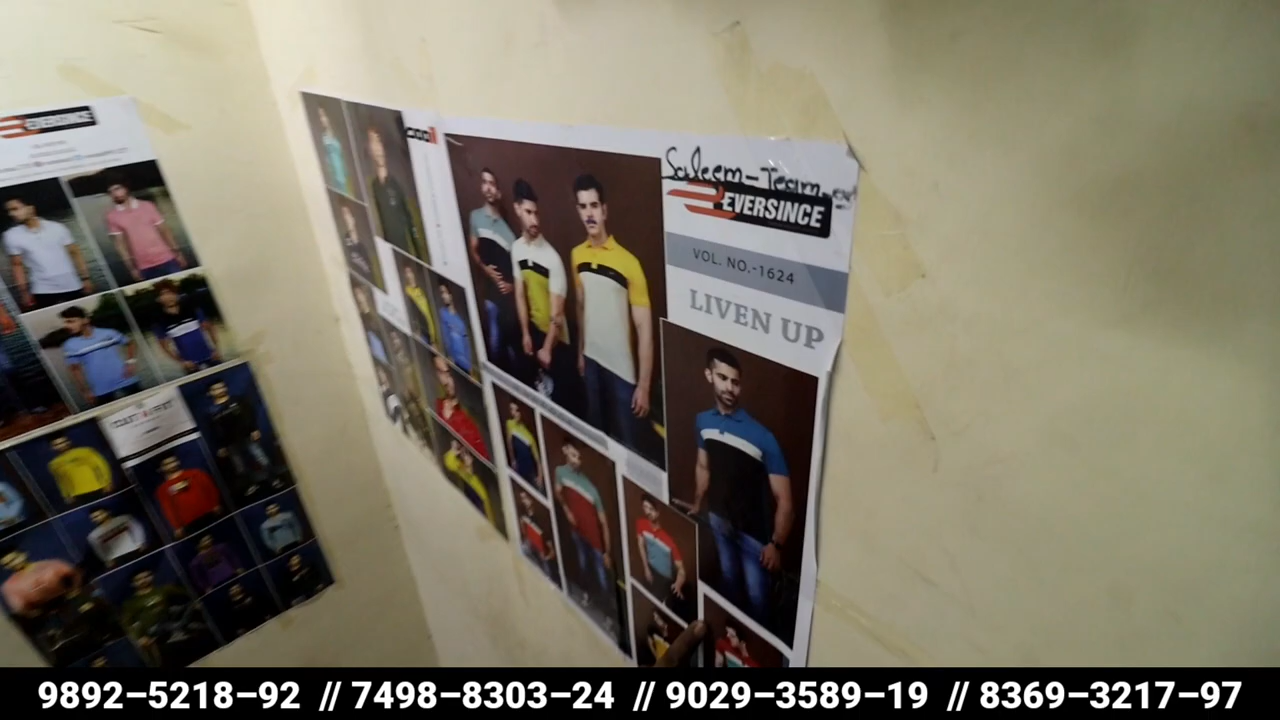 EVERSINCE
Saleem-Team
EVERSINCE
VOL. NO.-1624
LIVEN UP
9892-5218-92 // 7498-8303-24 // 9029-3589-19 // 8369-3217-97